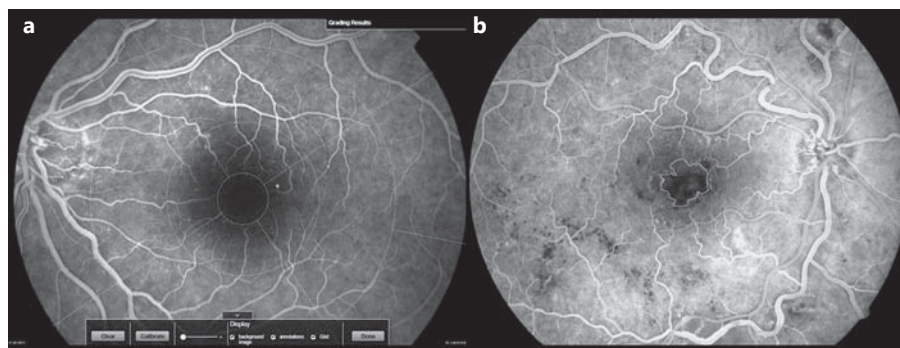 a
Grading Results
b
Display
Clear
Calibrate
background image
annotations
Grid
Done